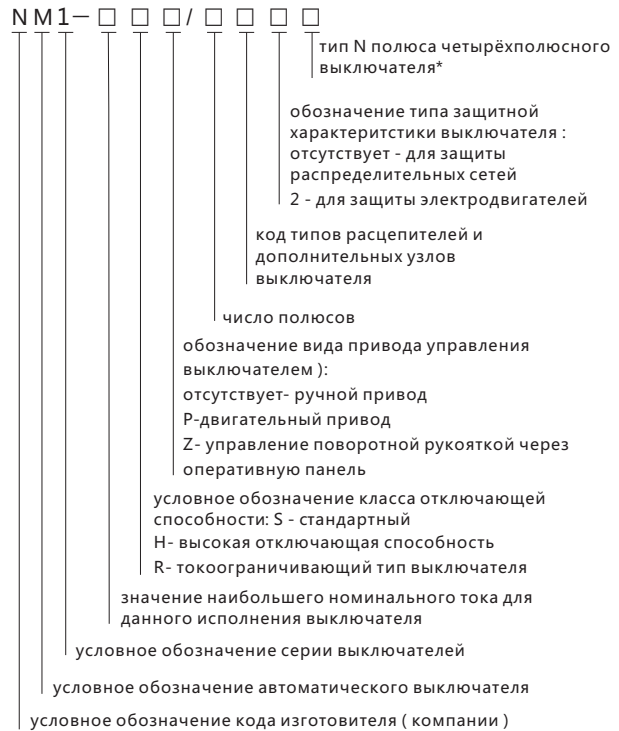 NM1-□□□/□□□□
тип N полюса четырёхполюсного
выключателя*
обозначение типа защитной
характеритстики выключателя :
отсутствует - для защиты
распределительных сетей
2 - для защиты электродвигателей
код типов расцепителей и
дополнительных узлов
выключателя
число полюсов
обозначение вида привода управления
выключателем ):
отсутствует- ручной привод
P-двигательный привод
Z- управление поворотной рукояткой через
оперативную панель
условное обозначение класса отключающей
способности: S - стандартный
H- высокая отключающая способность
R- токоограничивающий тип выключателя
значение наибольшего номинального тока для
данного исполнения выключателя
условное обозначение серии выключателей
условное обозначение автоматического выключателя
условное обозначение кода изготовителя ( компании )